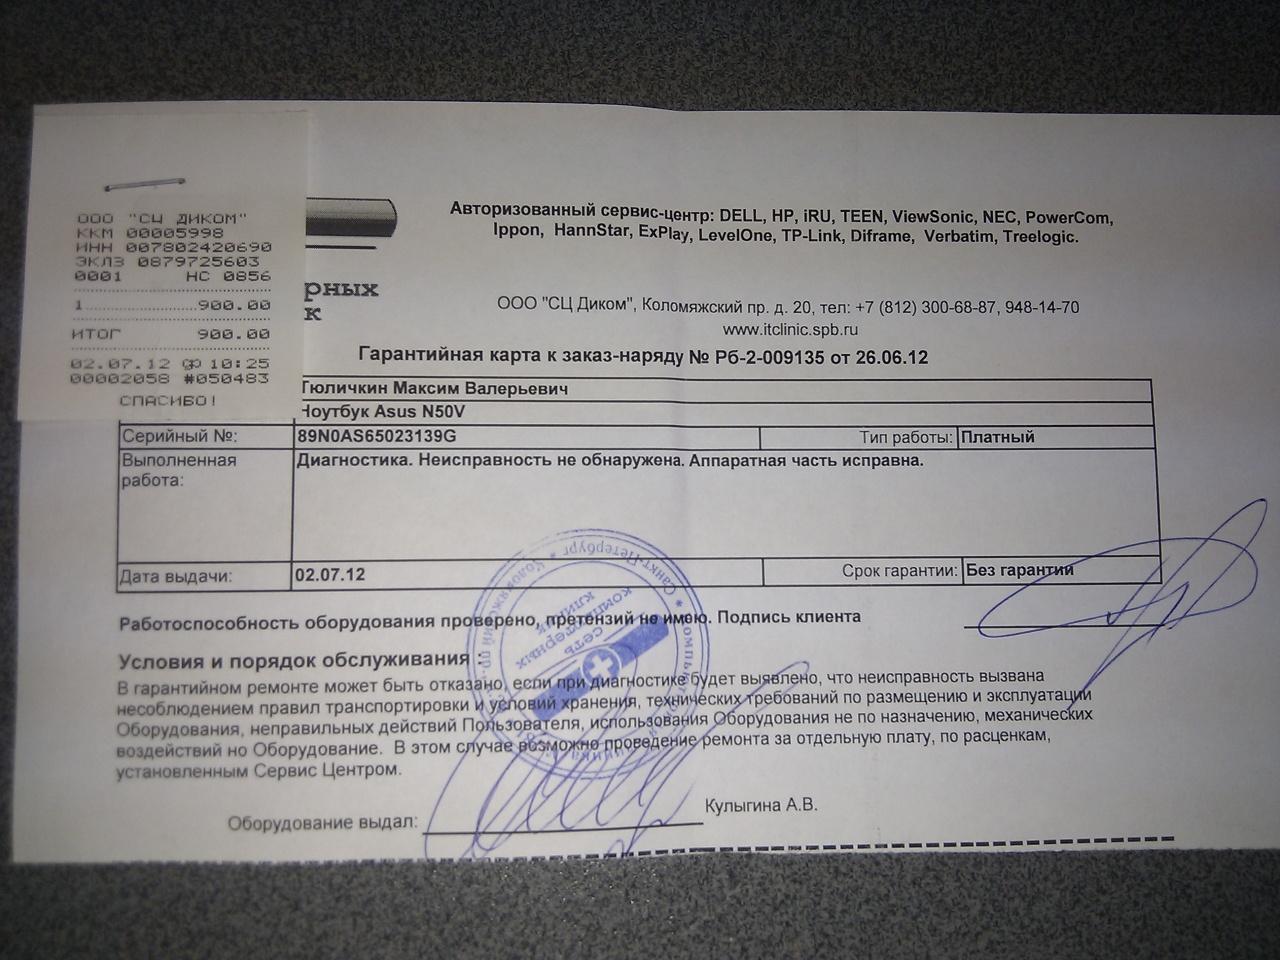 ООО "СЦ ДИКОМ"
ККМ 00005998
ИНН 007802420690
ЭКЛЗ 0879725603
0001 НС 0856
1....................900.00
ИТОГ 900.00
02.07.12 10:25
00002058 #050483
СПАСИБО!
Авторизованный сервис-центр: DELL, HP, iRU, TEEN, ViewSonic, NEC, PowerCom,
Ippon, HannStar, ExPlay, LevelOne, TP-Link, Diframe, Verbatim, Treelogic.
рных
к
ООО "СЦ Диком", Коломяжский пр. д. 20, тел: +7 (812) 300-68-87, 948-14-70
www.itclinic.spb.ru
Гарантийная карта к заказ-наряду № Рб-2-009135 от 26.06.12
Тюличкин Максим Валерьевич
Ноутбук Asus N50V
Серийный №: 89N0AS65023139G Тип работы: Платный
Выполненная Диагностика. Неисправность не обнаружена. Аппаратная часть исправна.
работа:
Дата выдачи: 02.07.12 Срок гарантии: Без гарантии
Санкт-Петербург * Коломяжский пр.
сеть
компьютерных
клиник
Работоспособность оборудования проверено, претензий не имею. Подпись клиента
Условия и порядок обслуживания :
В гарантийном ремонте может быть отказано, если при диагностике будет выявлено, что неисправность вызвана
несоблюдением правил транспортировки и условий хранения, технических требований по размещению и эксплуатации
Оборудования, неправильных действий Пользователя, использования Оборудования не по назначению, механических
воздействий но Оборудование. В этом случае возможно проведение ремонта за отдельную плату, по расценкам,
установленным Сервис Центром.
Оборудование выдал: Кулыгина А.В.